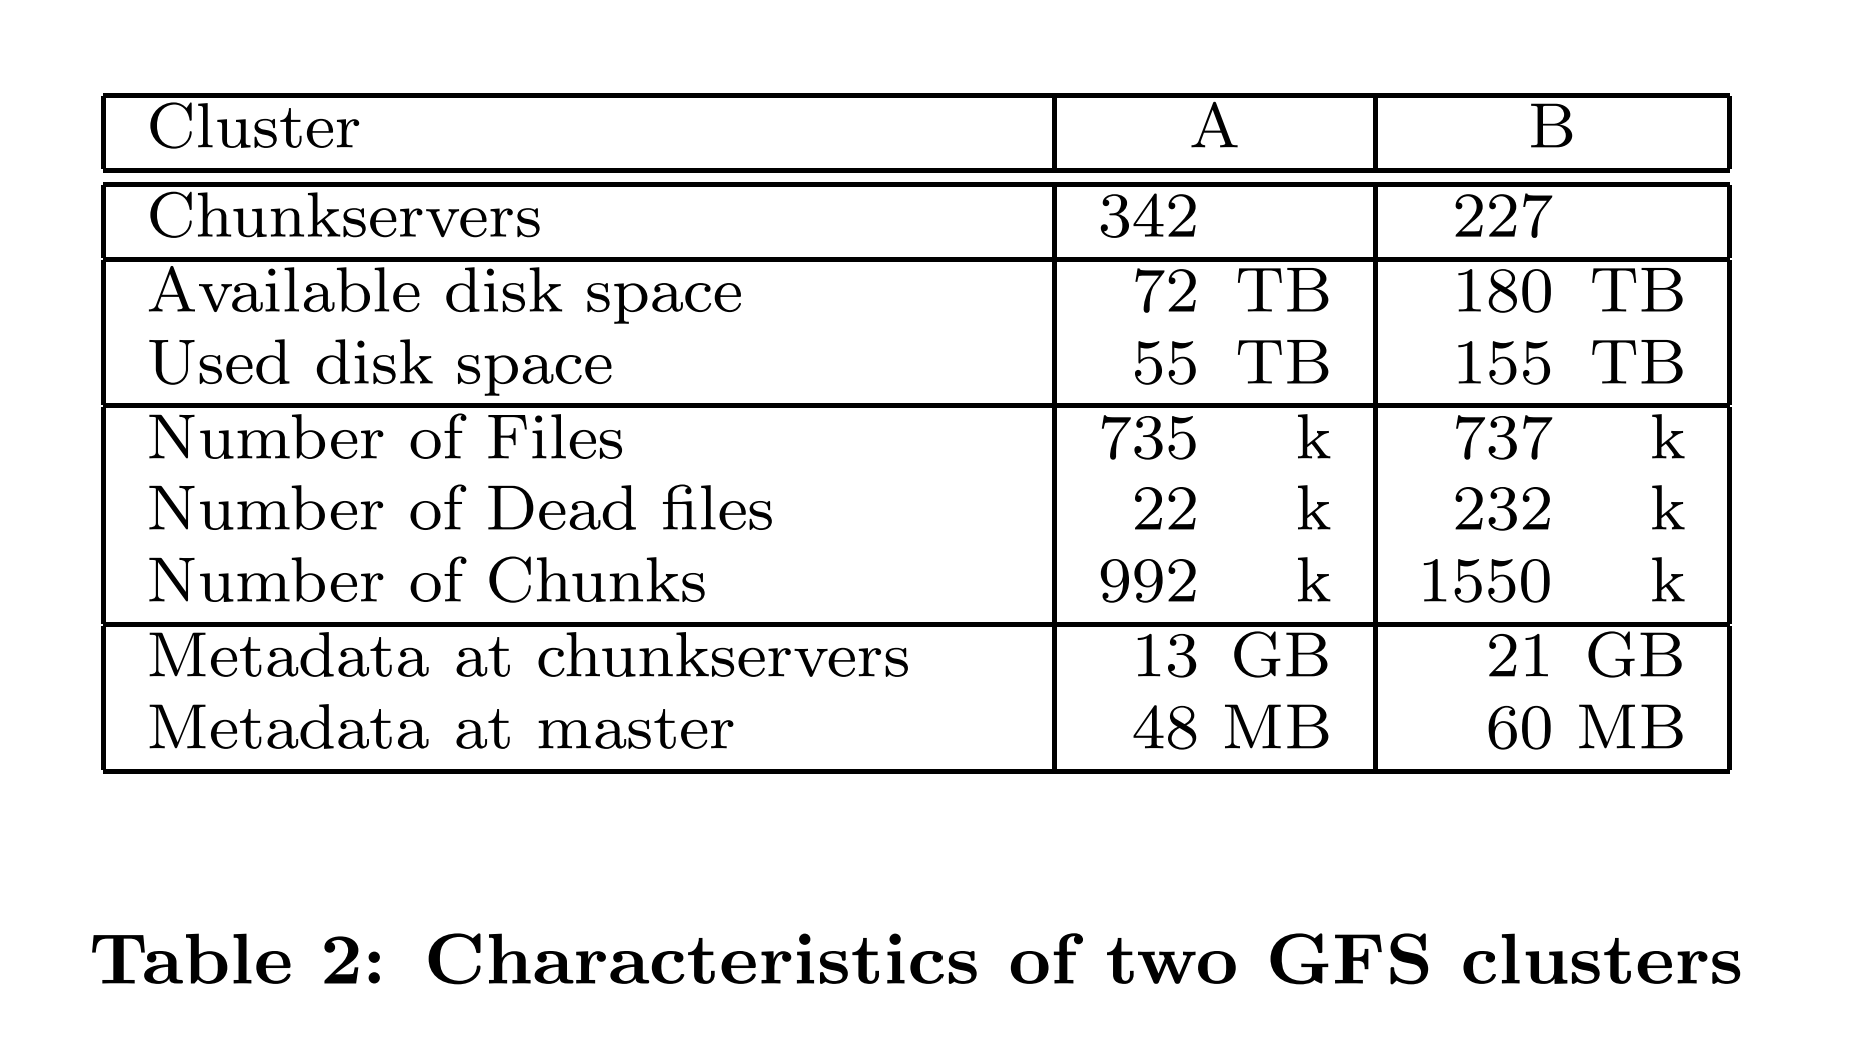 Cluster A B
Chunkservers 342 227
Available disk space 72 TB 180 TB
Used disk space 55 TB 155 TB
Number of Files 735 k 737 k
Number of Dead files 22 k 232 k
Number of Chunks 992 k 1550 k
Metadata at chunkservers 13 GB 21 GB
Metadata at master 48 MB 60 MB
Table 2: Characteristics of two GFS clusters